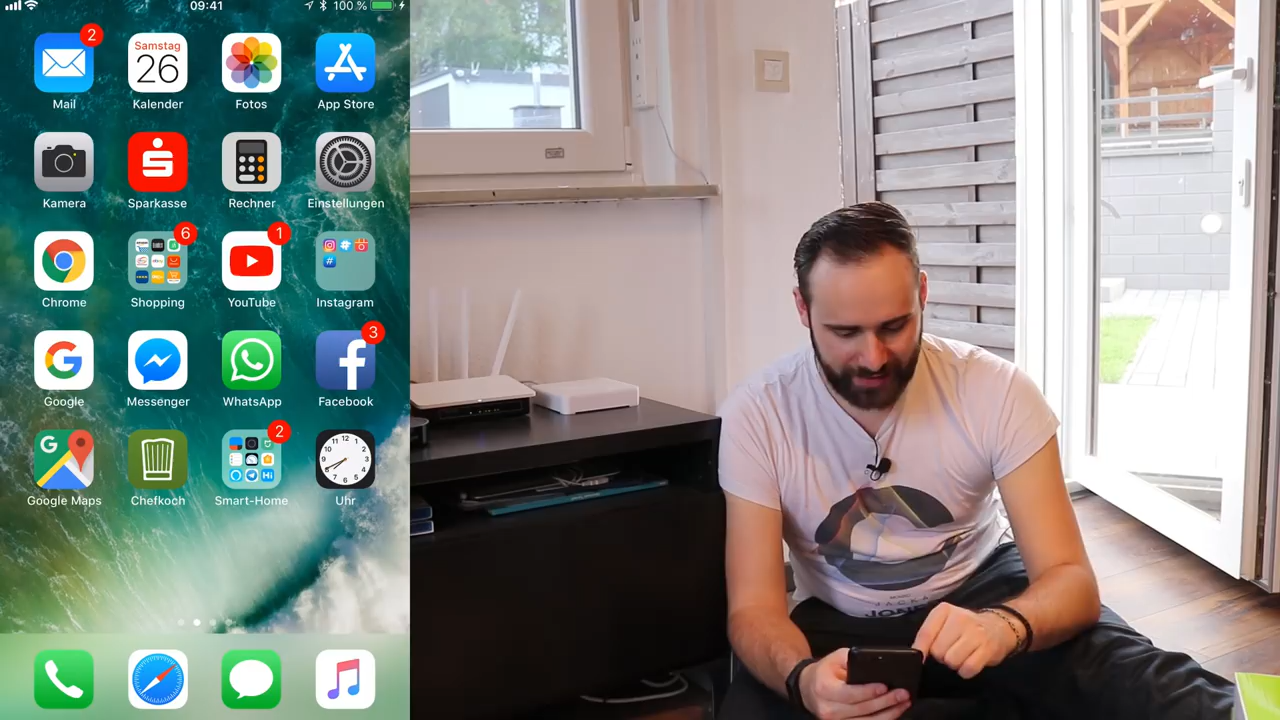 09:41
100 %
2
Samstag
26
Mail
Kalender
Fotos
App Store
Kamera
Sparkasse
Rechner
Einstellungen
6
1
Chrome
Shopping
YouTube
Instagram
3
Google
Messenger
WhatsApp
Facebook
2
Hi
Google Maps
Chefkoch
Smart-Home
Uhr